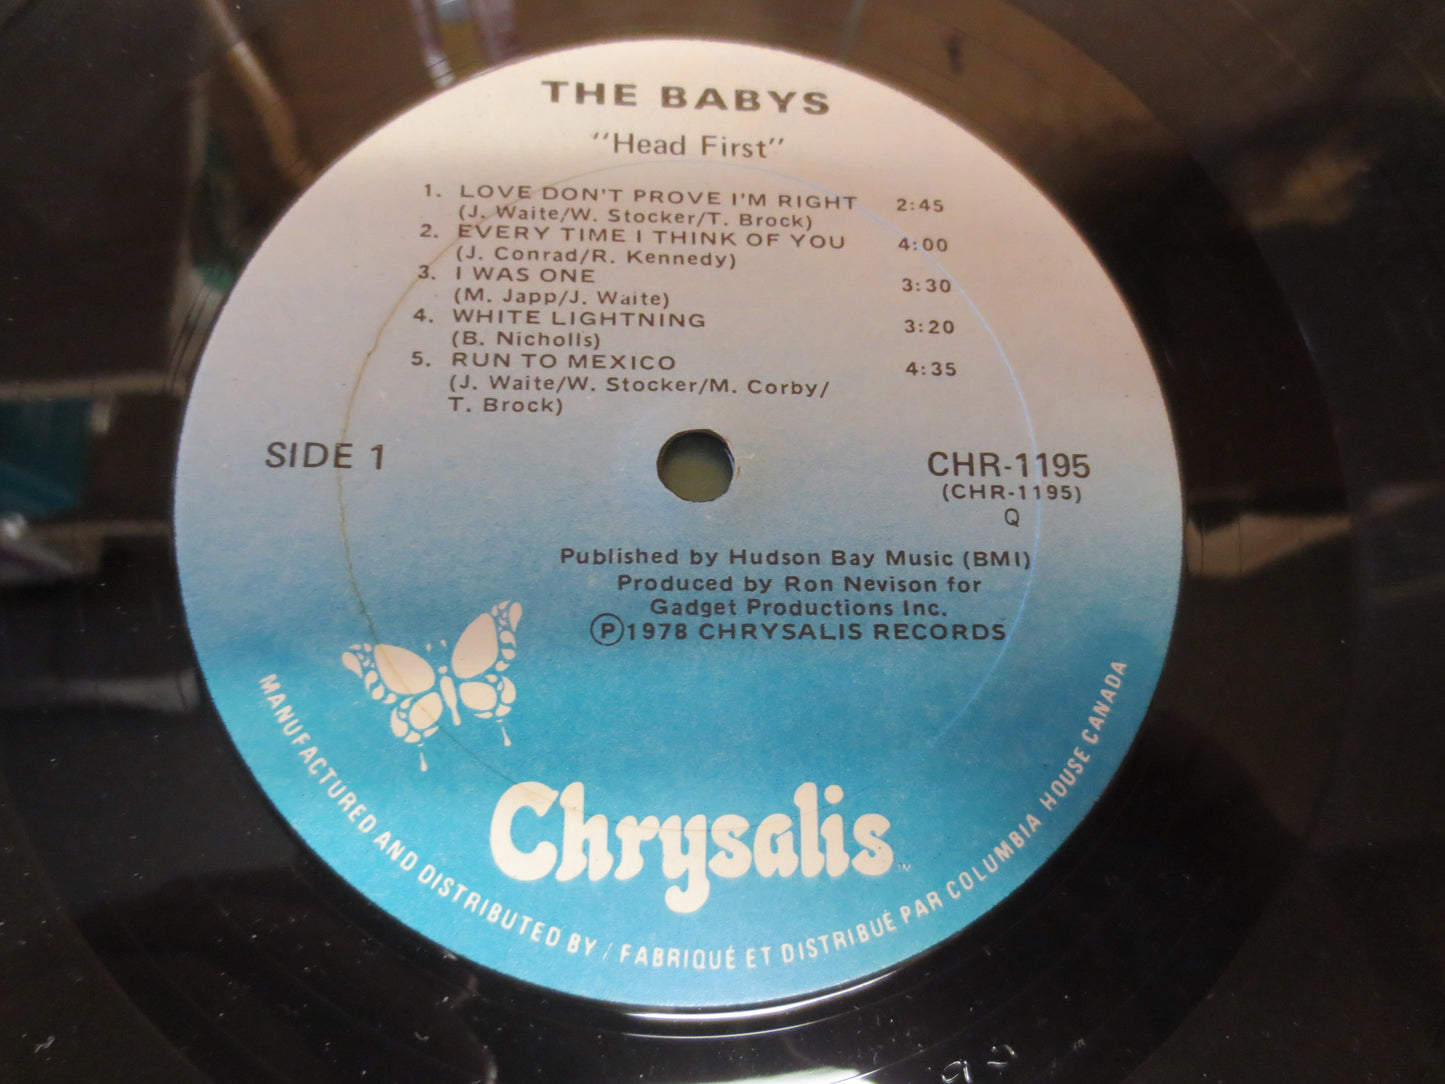 THE BABYS
"Head First"
1. LOVE DON'T PROVE I'M RIGHT 2:45
(J. Waite/W. Stocker/T. Brock)
2. EVERY TIME I THINK OF YOU 4:00
(J. Conrad/R. Kennedy)
3. I WAS ONE 3:30
(M. Japp/J. Waite)
4. WHITE LIGHTNING 3:20
(B. Nicholls)
5. RUN TO MEXICO 4:35
(J. Waite/W. Stocker/M. Corby/
T. Brock)
SIDE 1
CHR-1195
(CHR-1195)
Q
Published by Hudson Bay Music (BMI)
Produced by Ron Nevison for
Gadget Productions Inc.
Ⓟ1978 CHRYSALIS RECORDS
Chrysalis™
MANUFACTURED AND DISTRIBUTED BY / FABRIQUÉ ET DISTRIBUÉ PAR COLUMBIA HOUSE CANADA